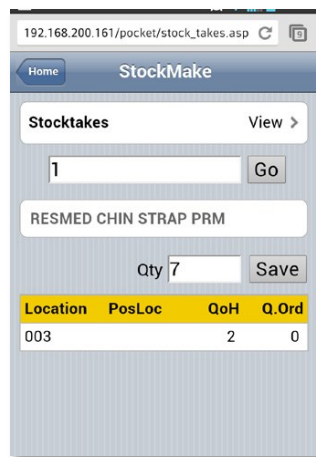 192.168.200.161/pocket/stock_takes.asp 9
Home StockMake
Stocktakes View >
1 Go
RESMED CHIN STRAP PRM
Qty 7 Save
Location PosLoc QoH Q.Ord
003 2 0